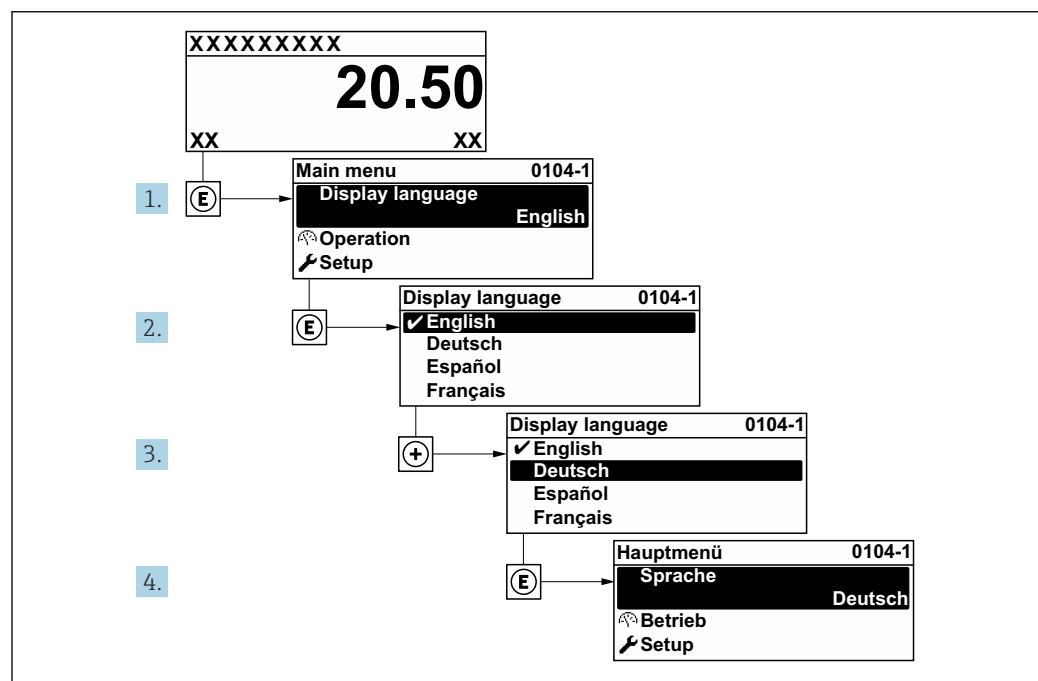 XXXXXXXXX
20.50
XX XX
1. E
Main menu 0104-1
Display language
English
Operation
Setup
2. E
Display language 0104-1
✔ English
Deutsch
Español
Français
3. +
Display language 0104-1
✔ English
Deutsch
Español
Français
4. E
Hauptmenü 0104-1
Sprache
Deutsch
Betrieb
Setup